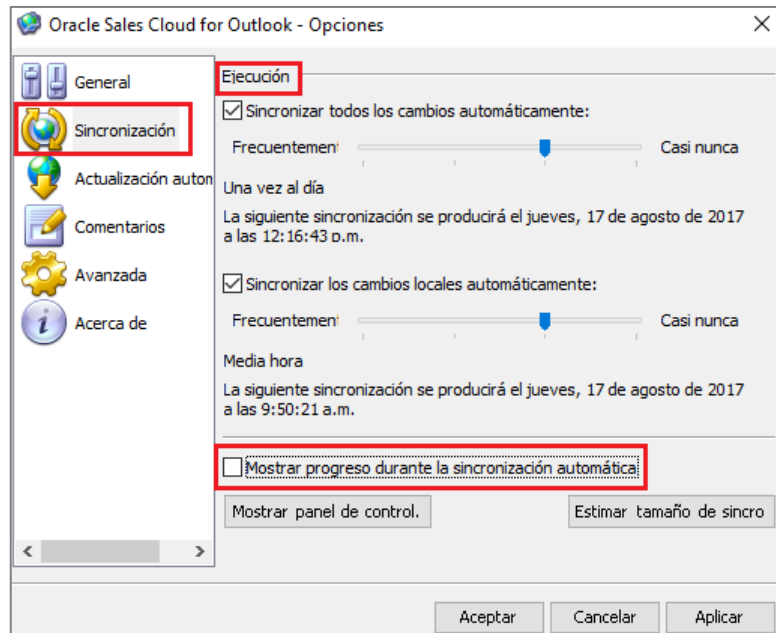 Oracle Sales Cloud for Outlook - Opciones
General
Sincronización
Actualización autom
Comentarios
Avanzada
Acerca de
Ejecución
Sincronizar todos los cambios automáticamente:
Frecuentement Casi nunca
Una vez al día
La siguiente sincronización se producirá el jueves, 17 de agosto de 2017
a las 12:16:43 p.m.
Sincronizar los cambios locales automáticamente:
Frecuentement Casi nunca
Media hora
La siguiente sincronización se producirá el jueves, 17 de agosto de 2017
a las 9:50:21 a.m.
Mostrar progreso durante la sincronización automática
Mostrar panel de control. Estimar tamaño de sincro
Aceptar Cancelar Aplicar